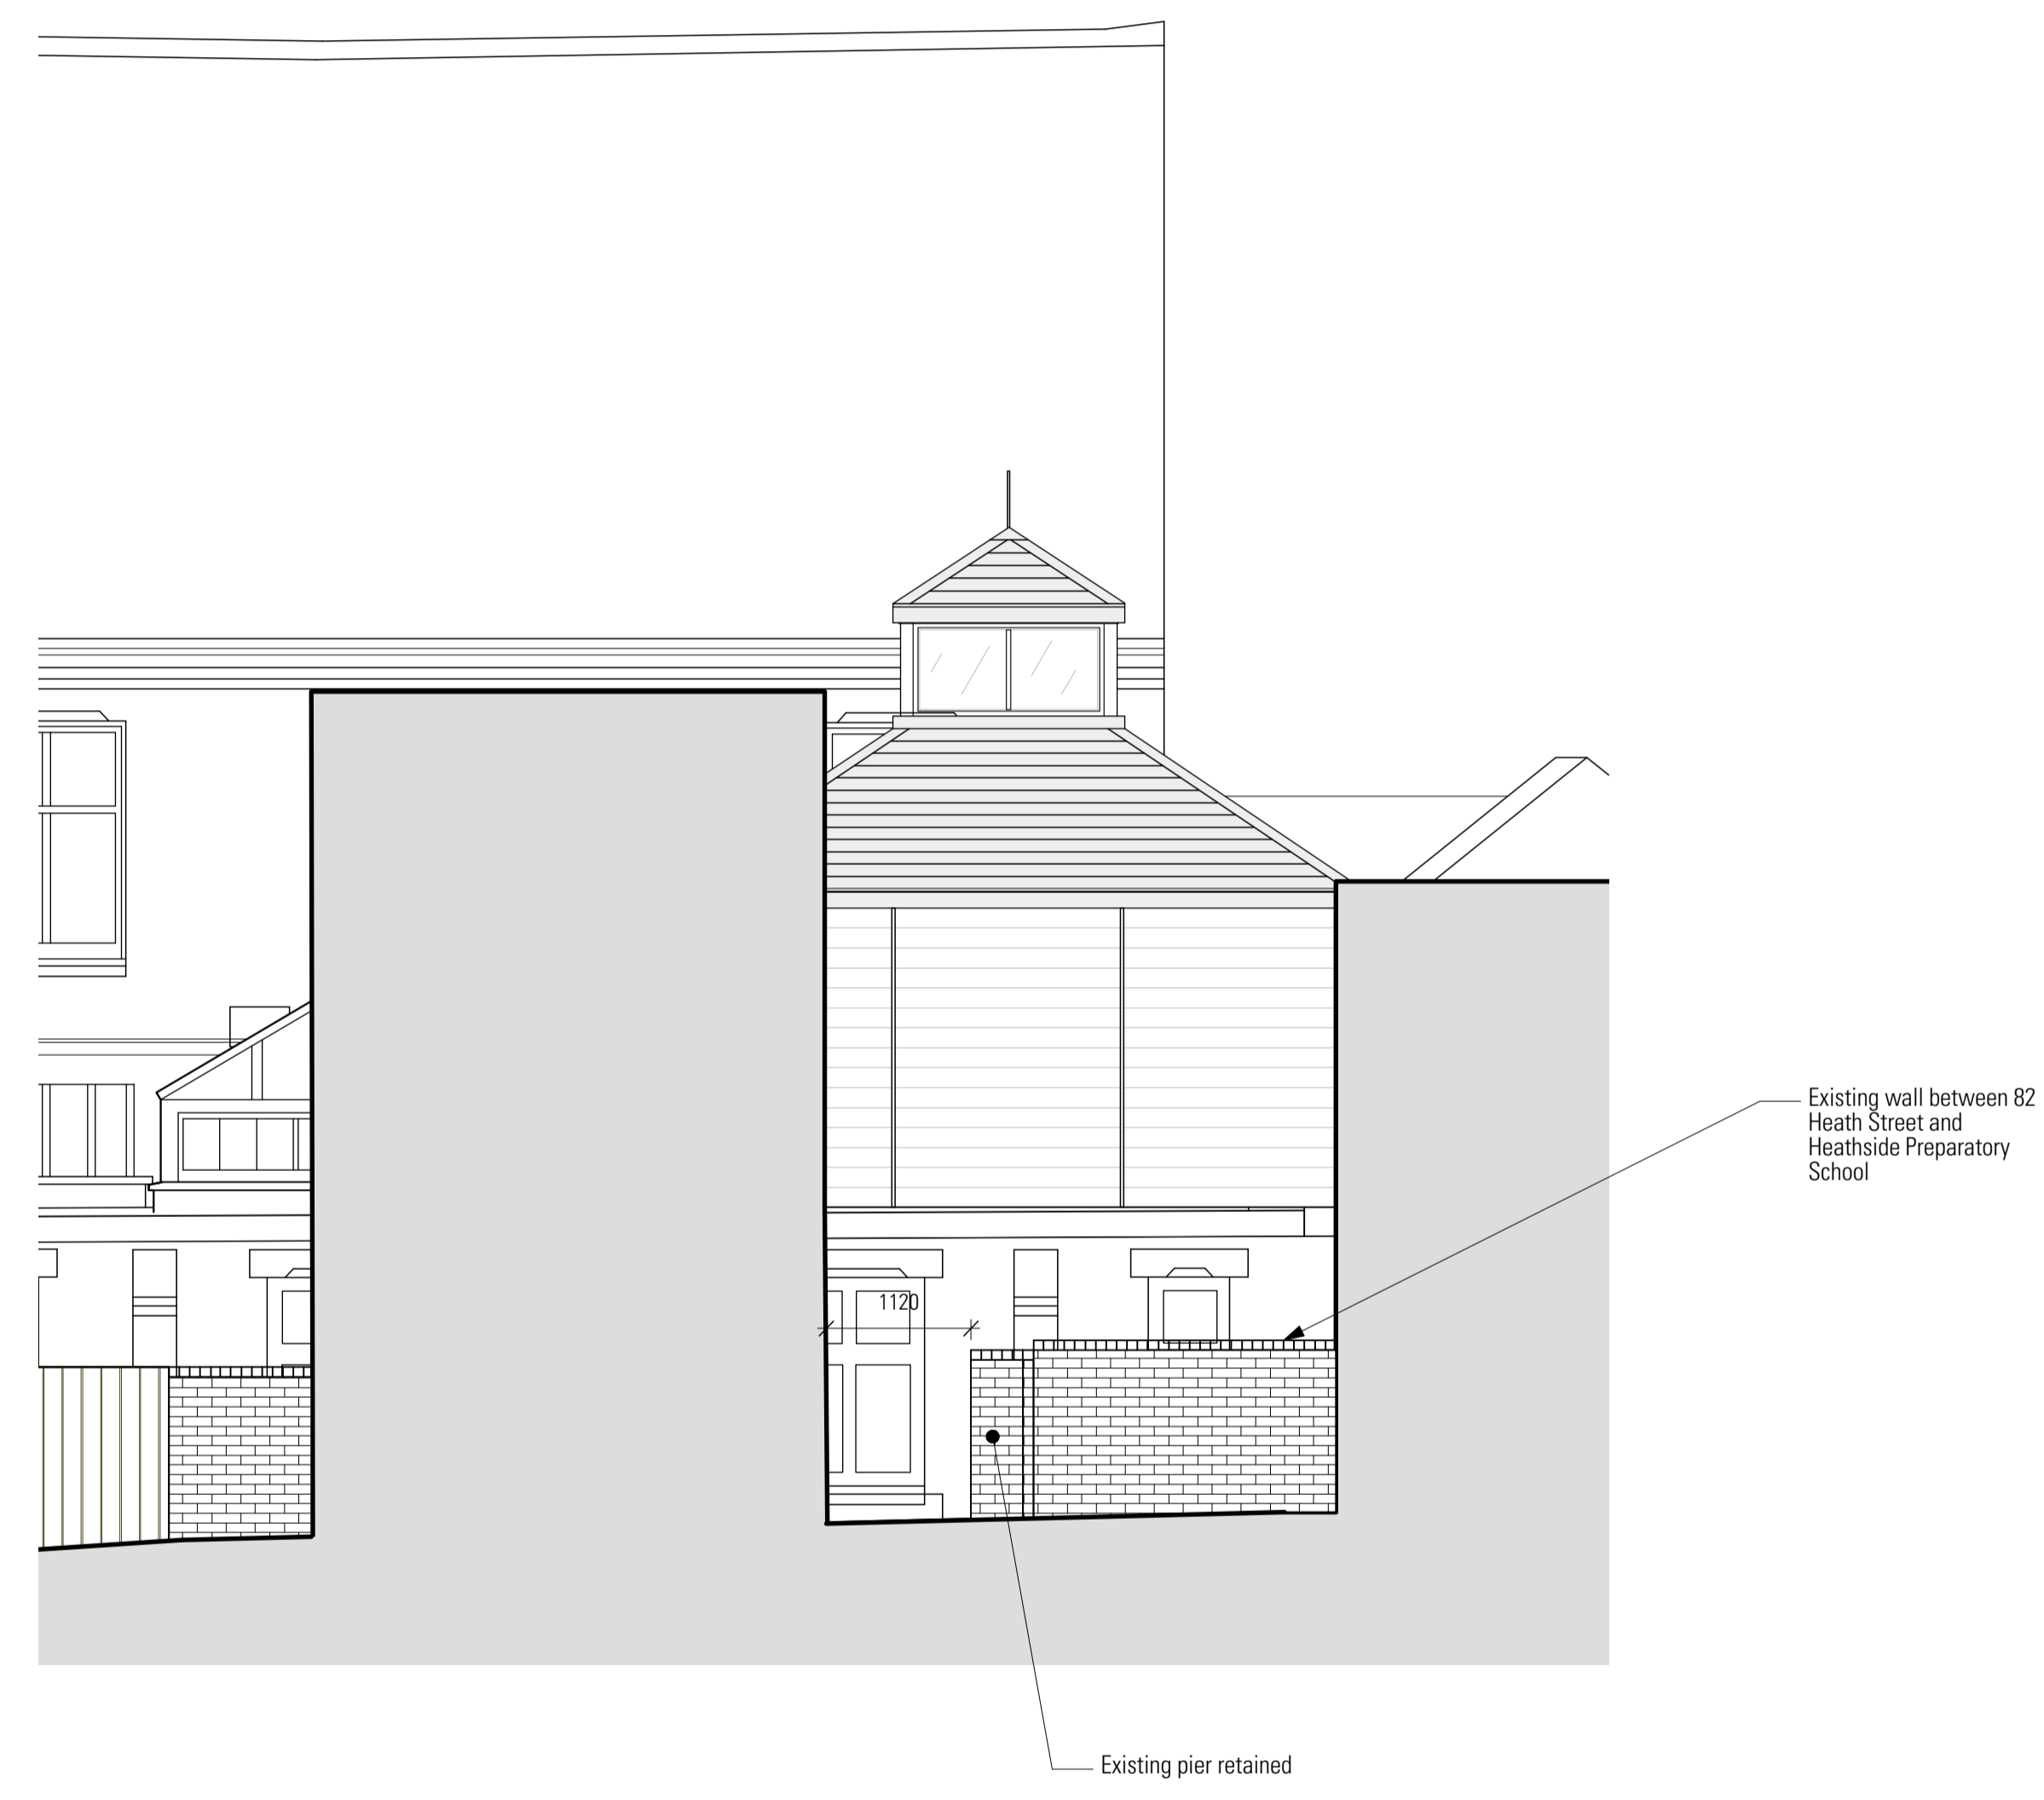 Existing wall between 82
Heath Street and
Heathside Preparatory
School
1120
Existing pier retained